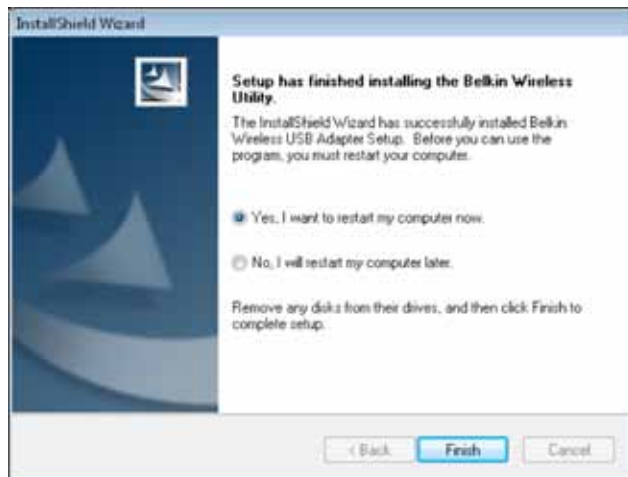 InstallShield Wizard
Setup has finished installing the Belkin Wireless
Utility.
The InstallShield Wizard has successfully installed Belkin
Wireless USB Adapter Setup. Before you can use the
program, you must restart your computer.
Yes, I want to restart my computer now.
No, I will restart my computer later.
Remove any disks from their drives, and then click Finish to
complete setup.
< Back Finish Cancel